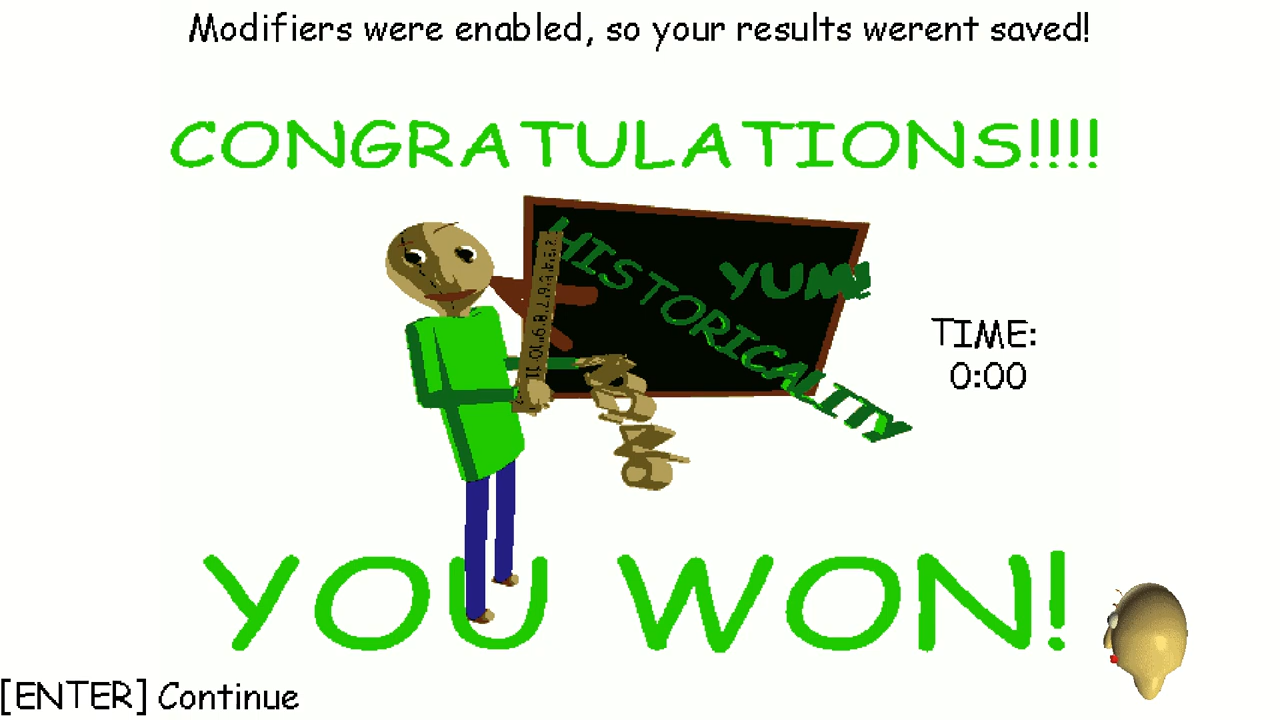 Modifiers were enabled, so your results werent saved!
CONGRATULATIONS!!!!
HISTORICALITY
YUM!
TIME:
0:00
YOU WON!
[ENTER] Continue